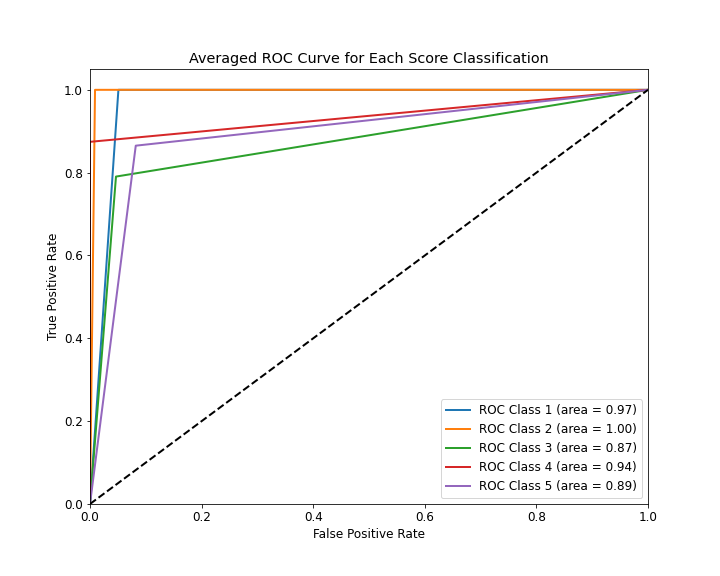 Averaged ROC Curve for Each Score Classification
True Positive Rate
1.0
0.8
0.6
0.4
0.2
0.0
0.0 0.2 0.4 0.6 0.8 1.0
False Positive Rate
ROC Class 1 (area = 0.97)
ROC Class 2 (area = 1.00)
ROC Class 3 (area = 0.87)
ROC Class 4 (area = 0.94)
ROC Class 5 (area = 0.89)